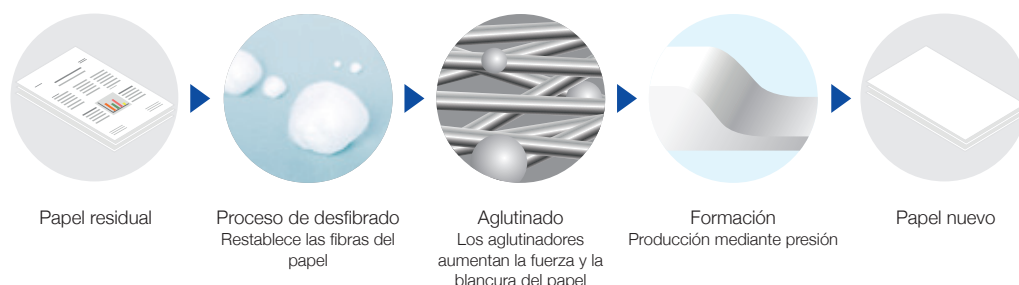 Papel residual
Proceso de desfibrado
Restablece las fibras del
papel
Aglutinado
Los aglutinadores
aumentan la fuerza y la
blancura del papel
Formación
Producción mediante presión
Papel nuevo